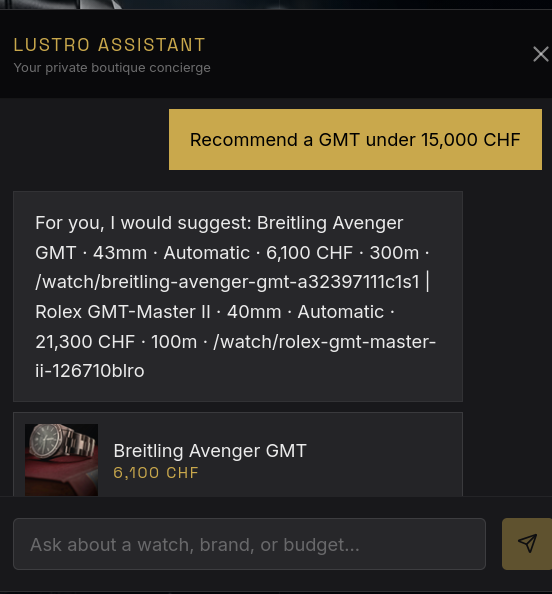 LUSTRO ASSISTANT
Your private boutique concierge
Recommend a GMT under 15,000 CHF
For you, I would suggest: Breitling Avenger
GMT · 43mm · Automatic · 6,100 CHF · 300m ·
/watch/breitling-avenger-gmt-a32397111c1s1 |
Rolex GMT-Master II · 40mm · Automatic ·
21,300 CHF · 100m · /watch/rolex-gmt-master-
ii-126710blro
Breitling Avenger GMT
6,100 CHF
Ask about a watch, brand, or budget...